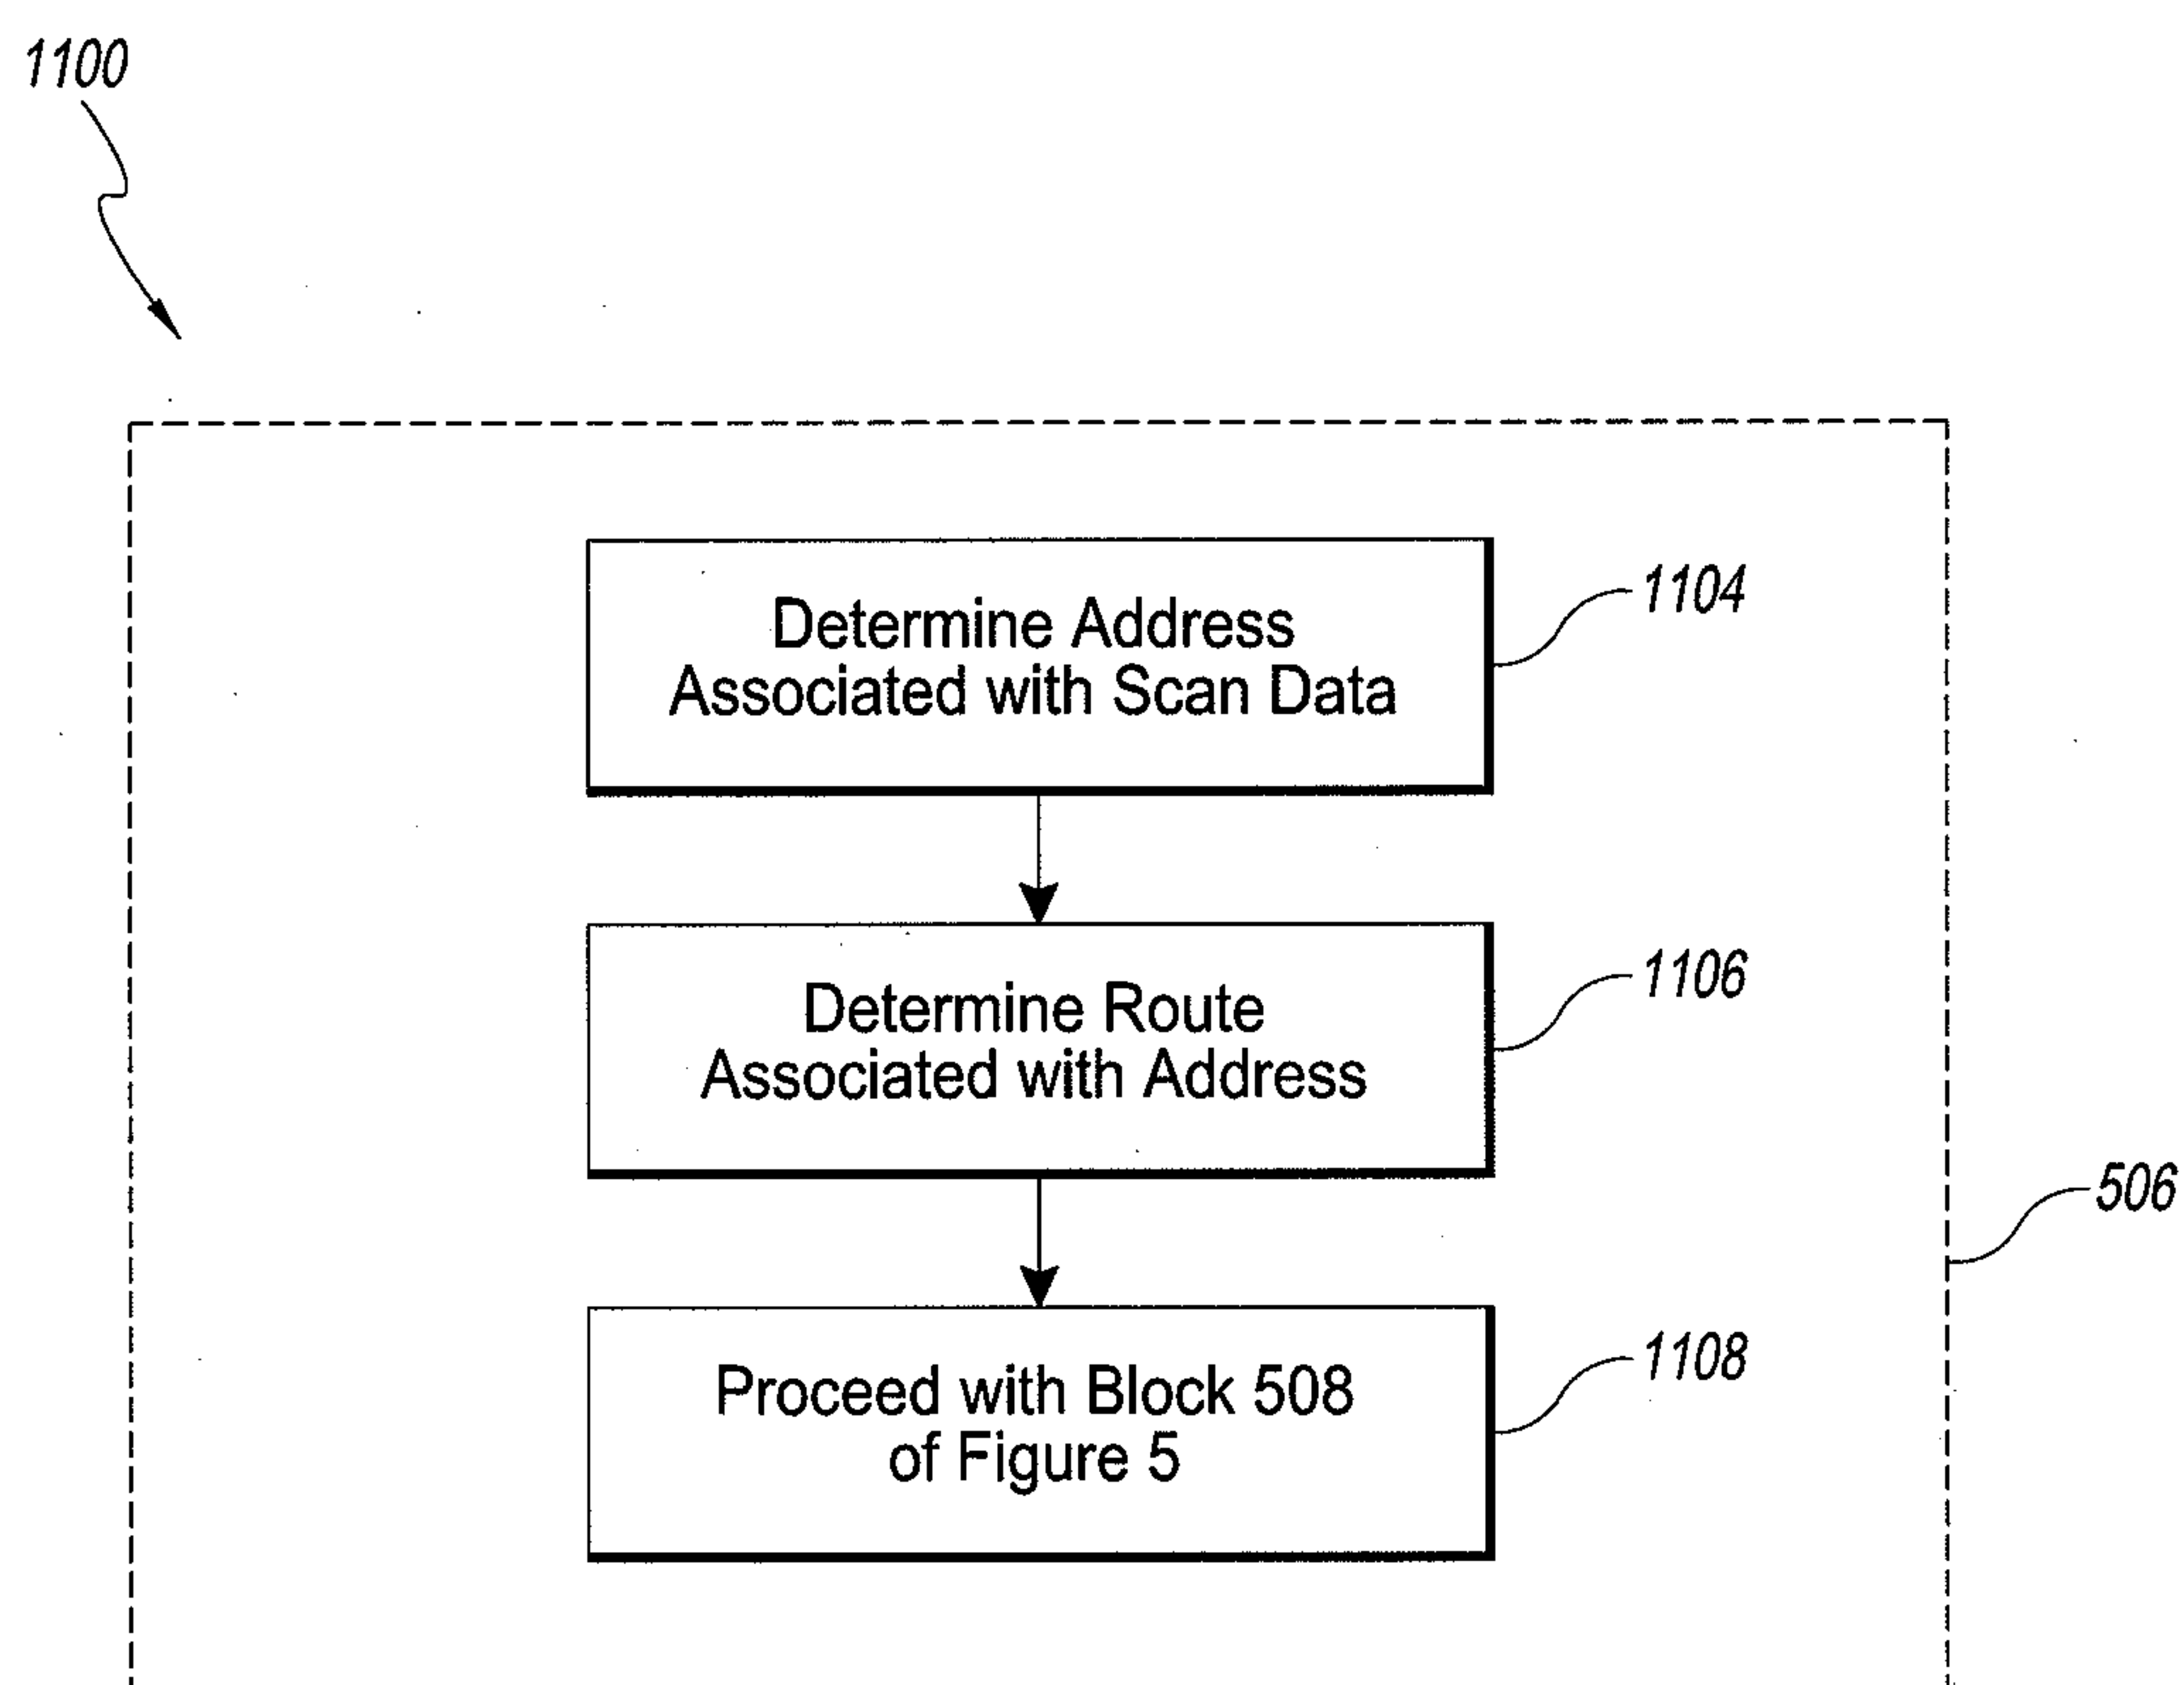 1100
Determine Address
Associated with Scan Data
1104
Determine Route
Associated with Address
1106
506
Proceed with Block 508
of Figure 5
1108